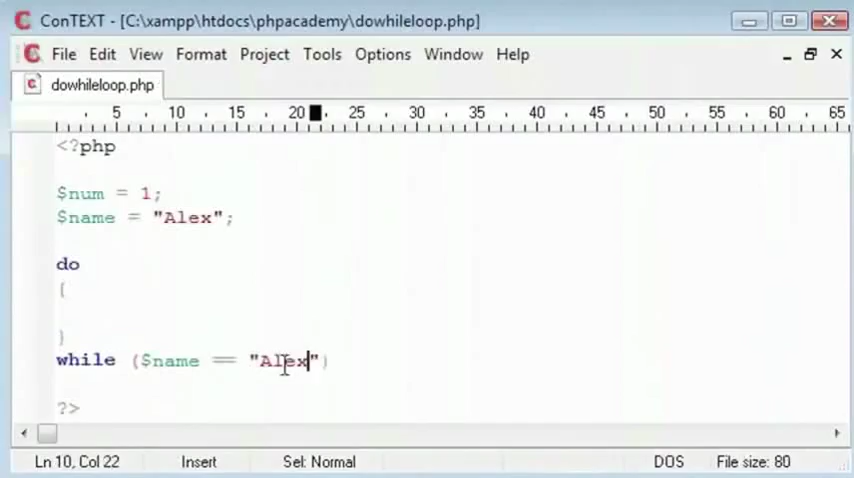 ConTEXT - [C:\xampp\htdocs\phpacademy\dowhileloop.php]
File Edit View Format Project Tools Options Window Help
dowhileloop.php
5 10 15 20 25 30 35 40 45 50 55 60 65
<?php
$num = 1;
$name = "Alex";
do
{
}
while ($name == "Alex")
?>
Ln 10, Col 22 Insert Sel: Normal DOS File size: 80